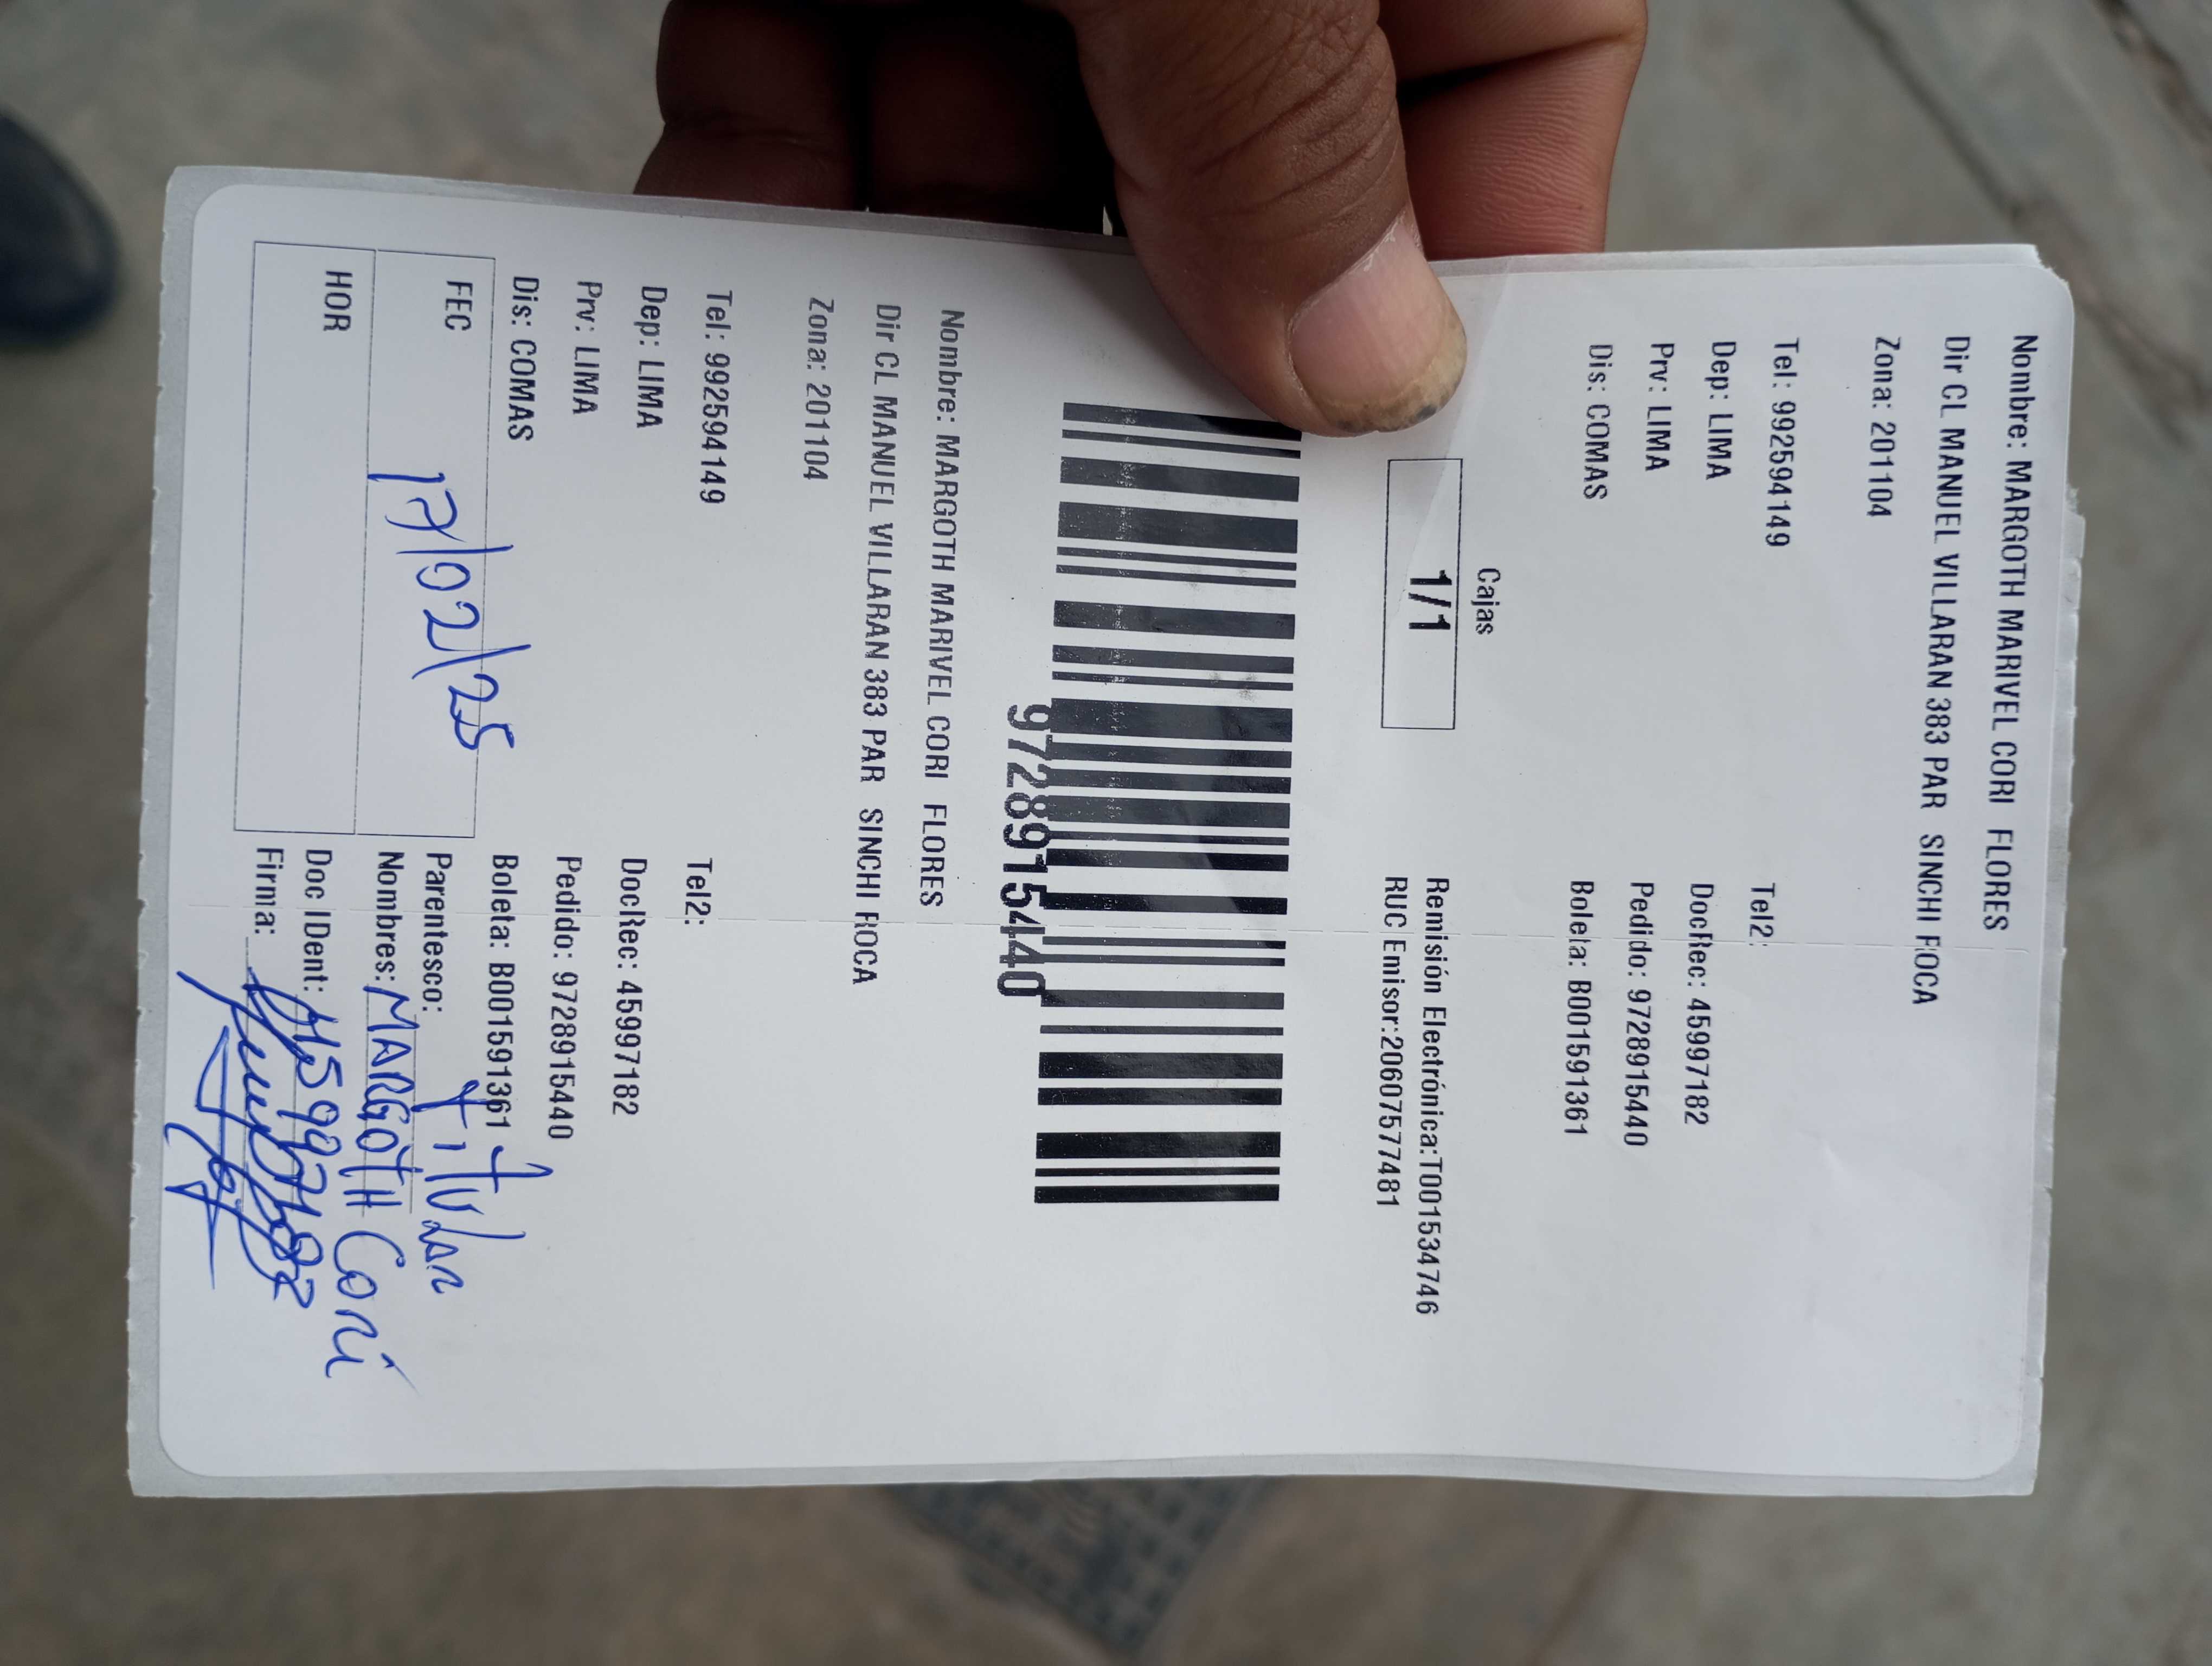 Nombre: MARGOTH MARIVEL CORI FLORES
Dir CL MANUEL VILLARAN 383 PAR SINCHI ROCA
Zona: 201104
Tel: 992594149 Tel2:
Dep: LIMA DocRec: 45997182
Prv: LIMA Pedido: 9728915440
Dis: COMAS Boleta: B001591361
Cajas
1/1
Remisión Electrónica:T001534746
RUC Emisor:20607577481
9728915440
Nombre: MARGOTH MARIVEL CORI FLORES
Dir CL MANUEL VILLARAN 383 PAR SINCHI ROCA
Zona: 201104
Tel: 992594149 Tel2:
Dep: LIMA DocRec: 45997182
Prv: LIMA Pedido: 9728915440
Dis: COMAS Boleta: B001591361
FEC 17/02/25
HOR
Parentesco: Titular
Nombres: MARGOTH Cori
Doc IDent: 45997182
Firma: